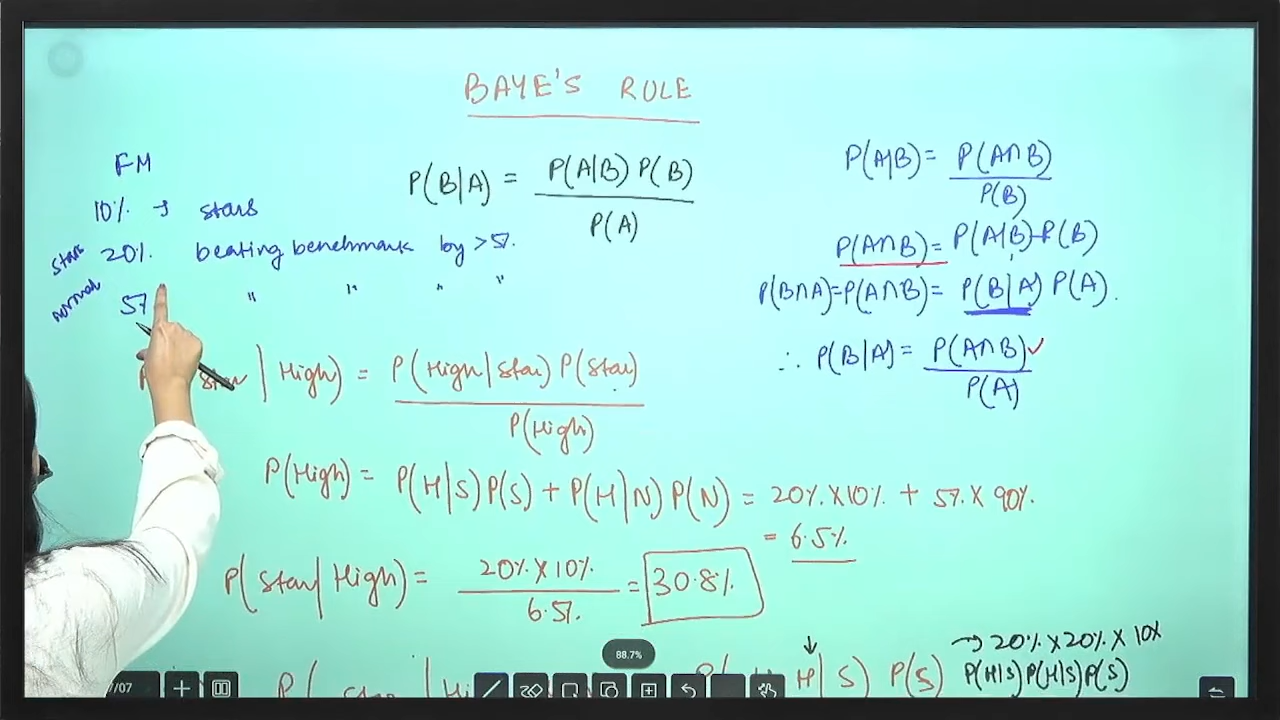 BAYE'S RULE
FM
10% → stars
star 20% beating benchmark by >5%.
normal 5% " " " "
P(B|A) = P(A|B) P(B) / P(A)
P(A|B) = P(A∩B) / P(B)
P(A∩B) = P(A|B) P(B)
P(B∩A) = P(A∩B) = P(B|A) P(A).
∴ P(B|A) = P(A∩B) ✓ / P(A)
Star | High) = P(High|Star) P(Star) / P(High)
P(High) = P(H|S) P(S) + P(H|N) P(N) = 20% X 10% + 5% X 90%.
= 6.5%
P(Star|High) = 20% X 10% / 6.5% = 30.8%
88.7%
→ 20% X 20% X 10%
↓
H|S) P(S) P(H|S) P(H|S) P(S)
/07